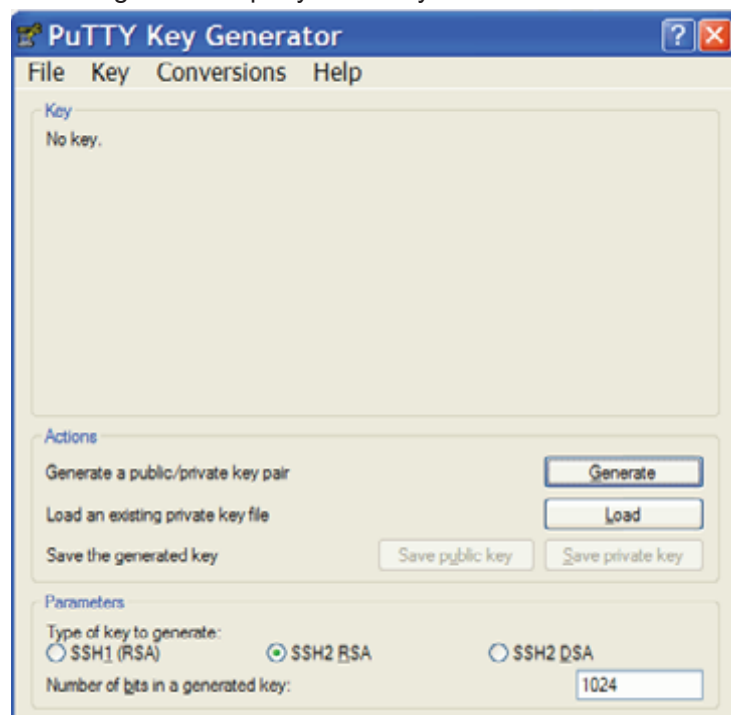 PuTTY Key Generator
File Key Conversions Help
Key
No key.
Actions
Generate a public/private key pair Generate
Load an existing private key file Load
Save the generated key Save public key Save private key
Parameters
Type of key to generate:
SSH1 (RSA) SSH2 RSA SSH2 DSA
Number of bits in a generated key: 1024